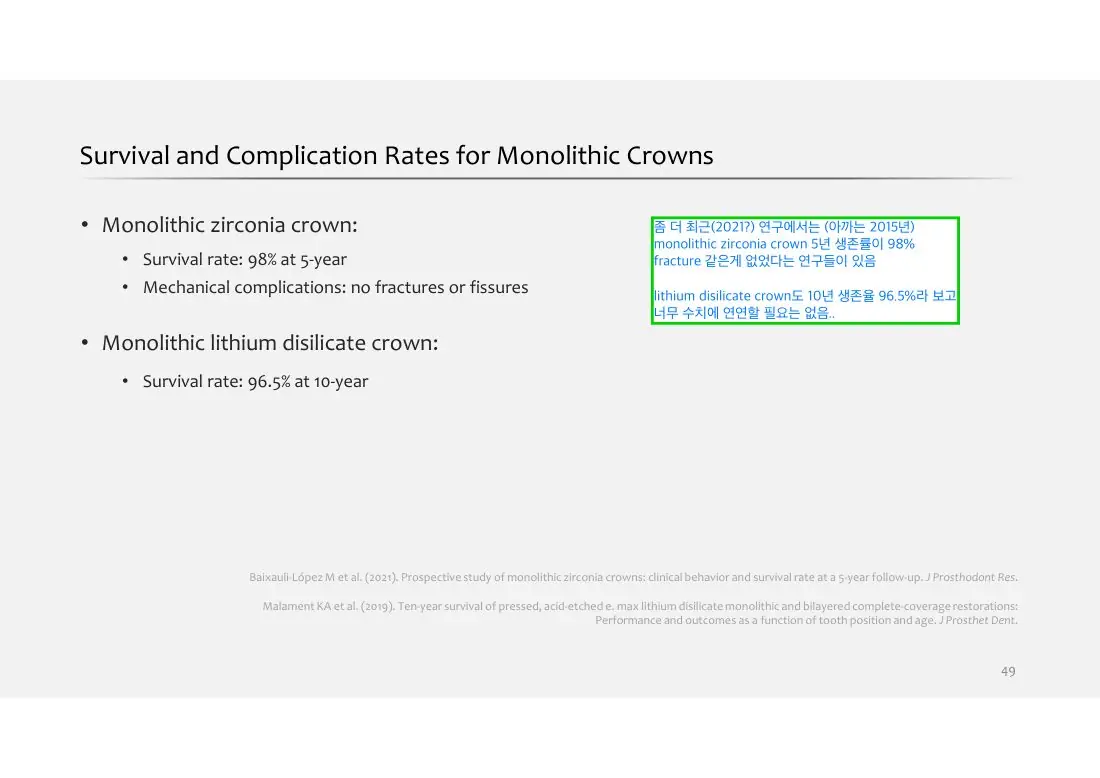 Survival and Complication Rates for Monolithic Crowns
• Monolithic zirconia crown:
• Survival rate: 98% at 5-year
• Mechanical complications: no fractures or fissures
• Monolithic lithium disilicate crown:
• Survival rate: 96.5% at 10-year
좀 더 최근(2021?) 연구에서는 (아까는 2015년)
monolithic zirconia crown 5년 생존률이 98%
fracture 같은게 없었다는 연구들이 있음
lithium disilicate crown도 10년 생존율 96.5%라 보고
너무 수치에 연연할 필요는 없음..
Baixauli-López M et al. (2021). Prospective study of monolithic zirconia crowns: clinical behavior and survival rate at a 5-year follow-up. J Prosthodont Res.
Malament KA et al. (2019). Ten-year survival of pressed, acid-etched e. max lithium disilicate monolithic and bilayered complete-coverage restorations:
Performance and outcomes as a function of tooth position and age. J Prosthet Dent.
49